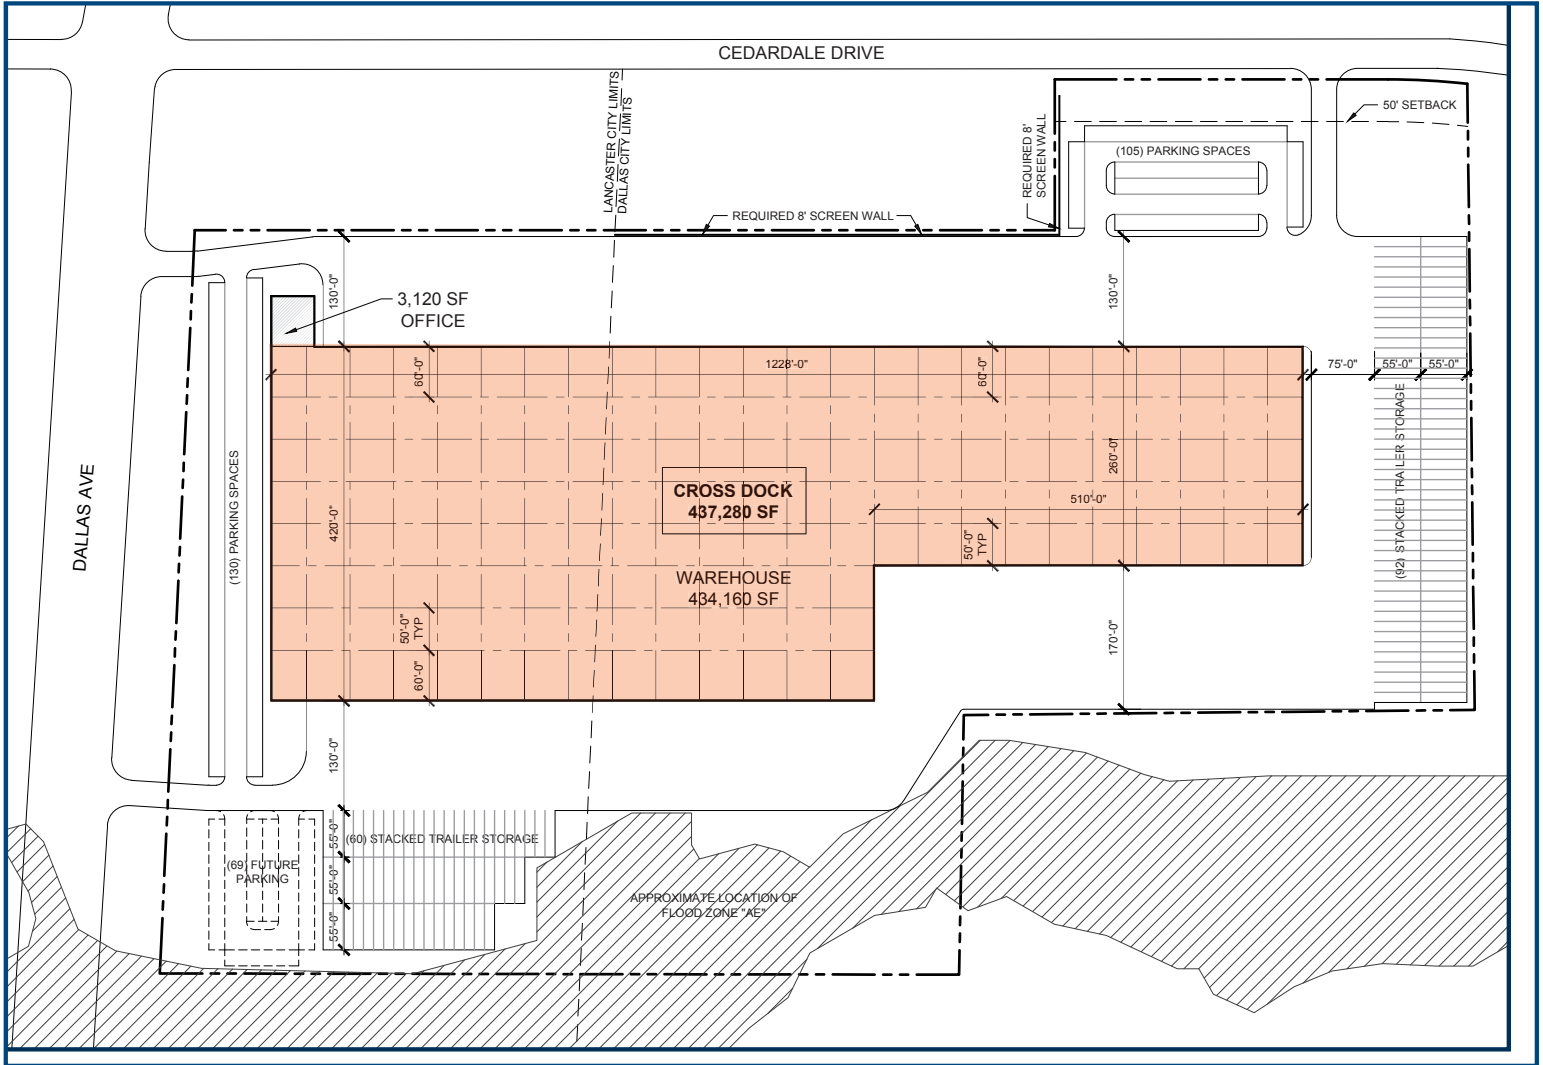 CEDARDALE DRIVE
LANCASTER CITY LIMITS
DALLAS CITY LIMITS
50' SETBACK
REQUIRED 8'
SCREEN WALL
(105) PARKING SPACES
REQUIRED 8' SCREEN WALL
130'-0"
130'-0"
3,120 SF
OFFICE
60'-0"
1228'-0"
60'-0"
75'-0"
55'-0"
55'-0"
DALLAS AVE
(130) PARKING SPACES
420'-0"
CROSS DOCK
437,280 SF
260'-0"
510'-0"
50'-0"
TYP
(92) STACKED TRAILER STORAGE
WAREHOUSE
434,160 SF
50'-0"
TYP
60'-0"
170'-0"
130'-0"
55'-0"
(60) STACKED TRAILER STORAGE
(69) FUTURE
PARKING
55'-0"
55'-0"
APPROXIMATE LOCATION OF
FLOOD ZONE "AE"